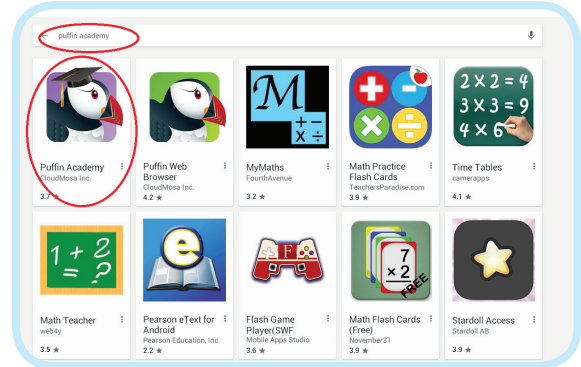 puffin academy
Puffin Academy
CloudMosa Inc.
3.7 ★
Puffin Web
Browser
CloudMosa Inc.
4.2 ★
M
+ −
× ÷
MyMaths
FourthAvenue
3.2 ★
+ −
× ÷
Math Practice
Flash Cards
TeachersParadise.com
3.9 ★
2 X 2 = 4
3 X 3 = 9
4 X 6
Time Tables
camerapps
4.1 ★
1 + 2
= ?
Math Teacher
web4y
3.5 ★
e
Pearson eText for
Android
Pearson Education, Inc.
2.2 ★
F
Flash Game
Player(SWF
Mobile Apps Studio
3.6 ★
7
× 2
FREE
Math Flash Cards
(Free)
November31
3.9 ★
Stardoll Access
Stardoll AB
3.9 ★